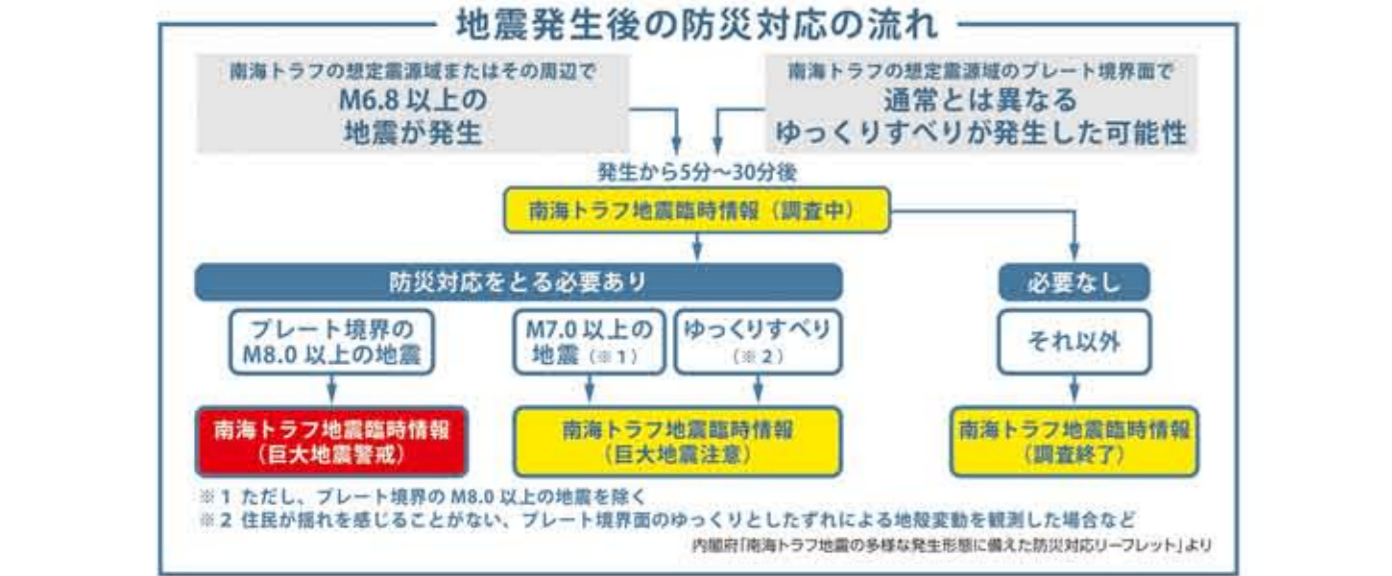 地震発生後の防災対応の流れ
南海トラフの想定震源域またはその周辺で
M6.8 以上の
地震が発生
南海トラフの想定震源域のプレート境界面で
通常とは異なる
ゆっくりすべりが発生した可能性
発生から5分～30分後
南海トラフ地震臨時情報（調査中）
防災対応をとる必要あり
必要なし
プレート境界の
M8.0 以上の地震
M7.0 以上の
地震（※1）
ゆっくりすべり
（※2）
それ以外
南海トラフ地震臨時情報
（巨大地震警戒）
南海トラフ地震臨時情報
（巨大地震注意）
南海トラフ地震臨時情報
（調査終了）
※1 ただし、プレート境界の M8.0 以上の地震を除く
※2 住民が揺れを感じることがない、プレート境界面のゆっくりとしたずれによる地殻変動を観測した場合など
内閣府「南海トラフ地震の多様な発生形態に備えた防災対応リーフレット」より